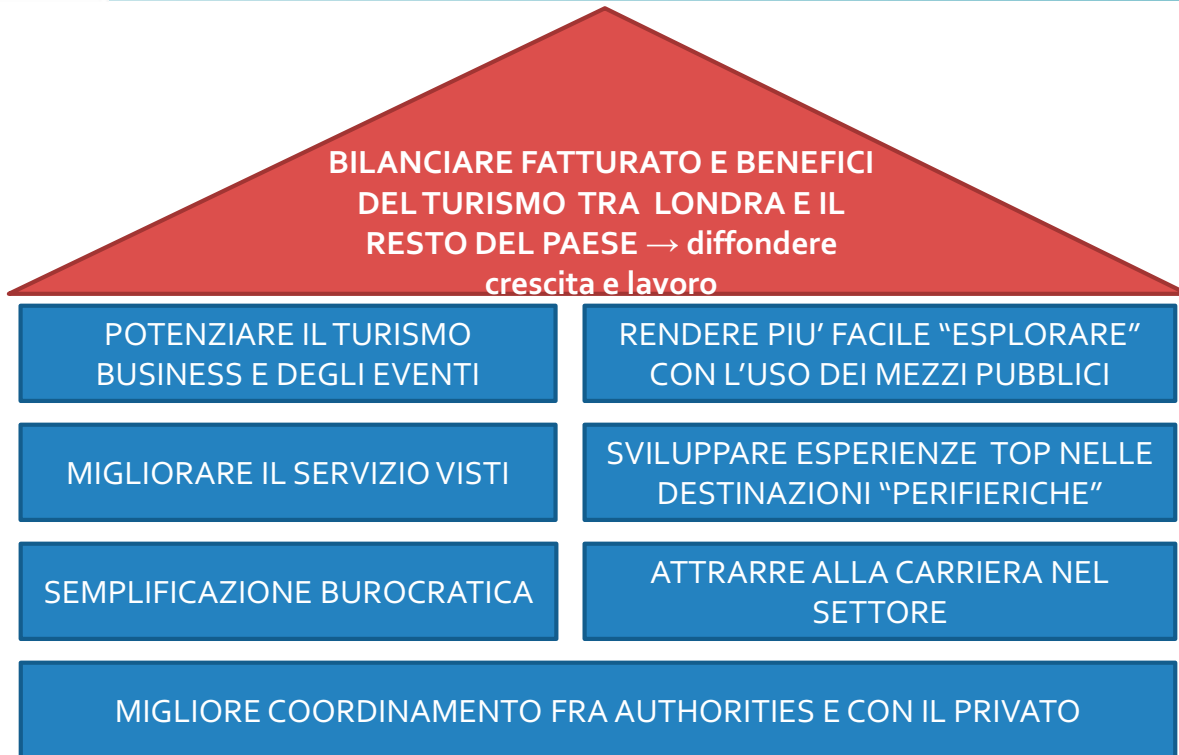 BILANCIARE FATTURATO E BENEFICI
DEL TURISMO TRA LONDRA E IL
RESTO DEL PAESE → diffondere
crescita e lavoro
POTENZIARE IL TURISMO
BUSINESS E DEGLI EVENTI
RENDERE PIU' FACILE “ESPLORARE”
CON L'USO DEI MEZZI PUBBLICI
MIGLIORARE IL SERVIZIO VISTI
SVILUPPARE ESPERIENZE TOP NELLE
DESTINAZIONI “PERIFIERICHE”
SEMPLIFICAZIONE BUROCRATICA
ATTRARRE ALLA CARRIERA NEL
SETTORE
MIGLIORE COORDINAMENTO FRA AUTHORITIES E CON IL PRIVATO